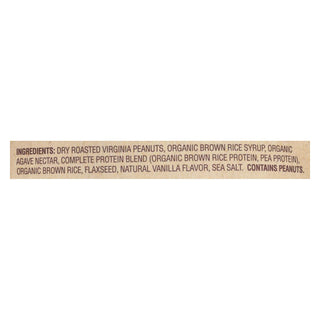 INGREDIENTS: DRY ROASTED VIRGINIA PEANUTS, ORGANIC BROWN RICE SYRUP, ORGANIC
AGAVE NECTAR, COMPLETE PROTEIN BLEND (ORGANIC BROWN RICE PROTEIN, PEA PROTEIN),
ORGANIC BROWN RICE, FLAXSEED, NATURAL VANILLA FLAVOR, SEA SALT. CONTAINS PEANUTS.